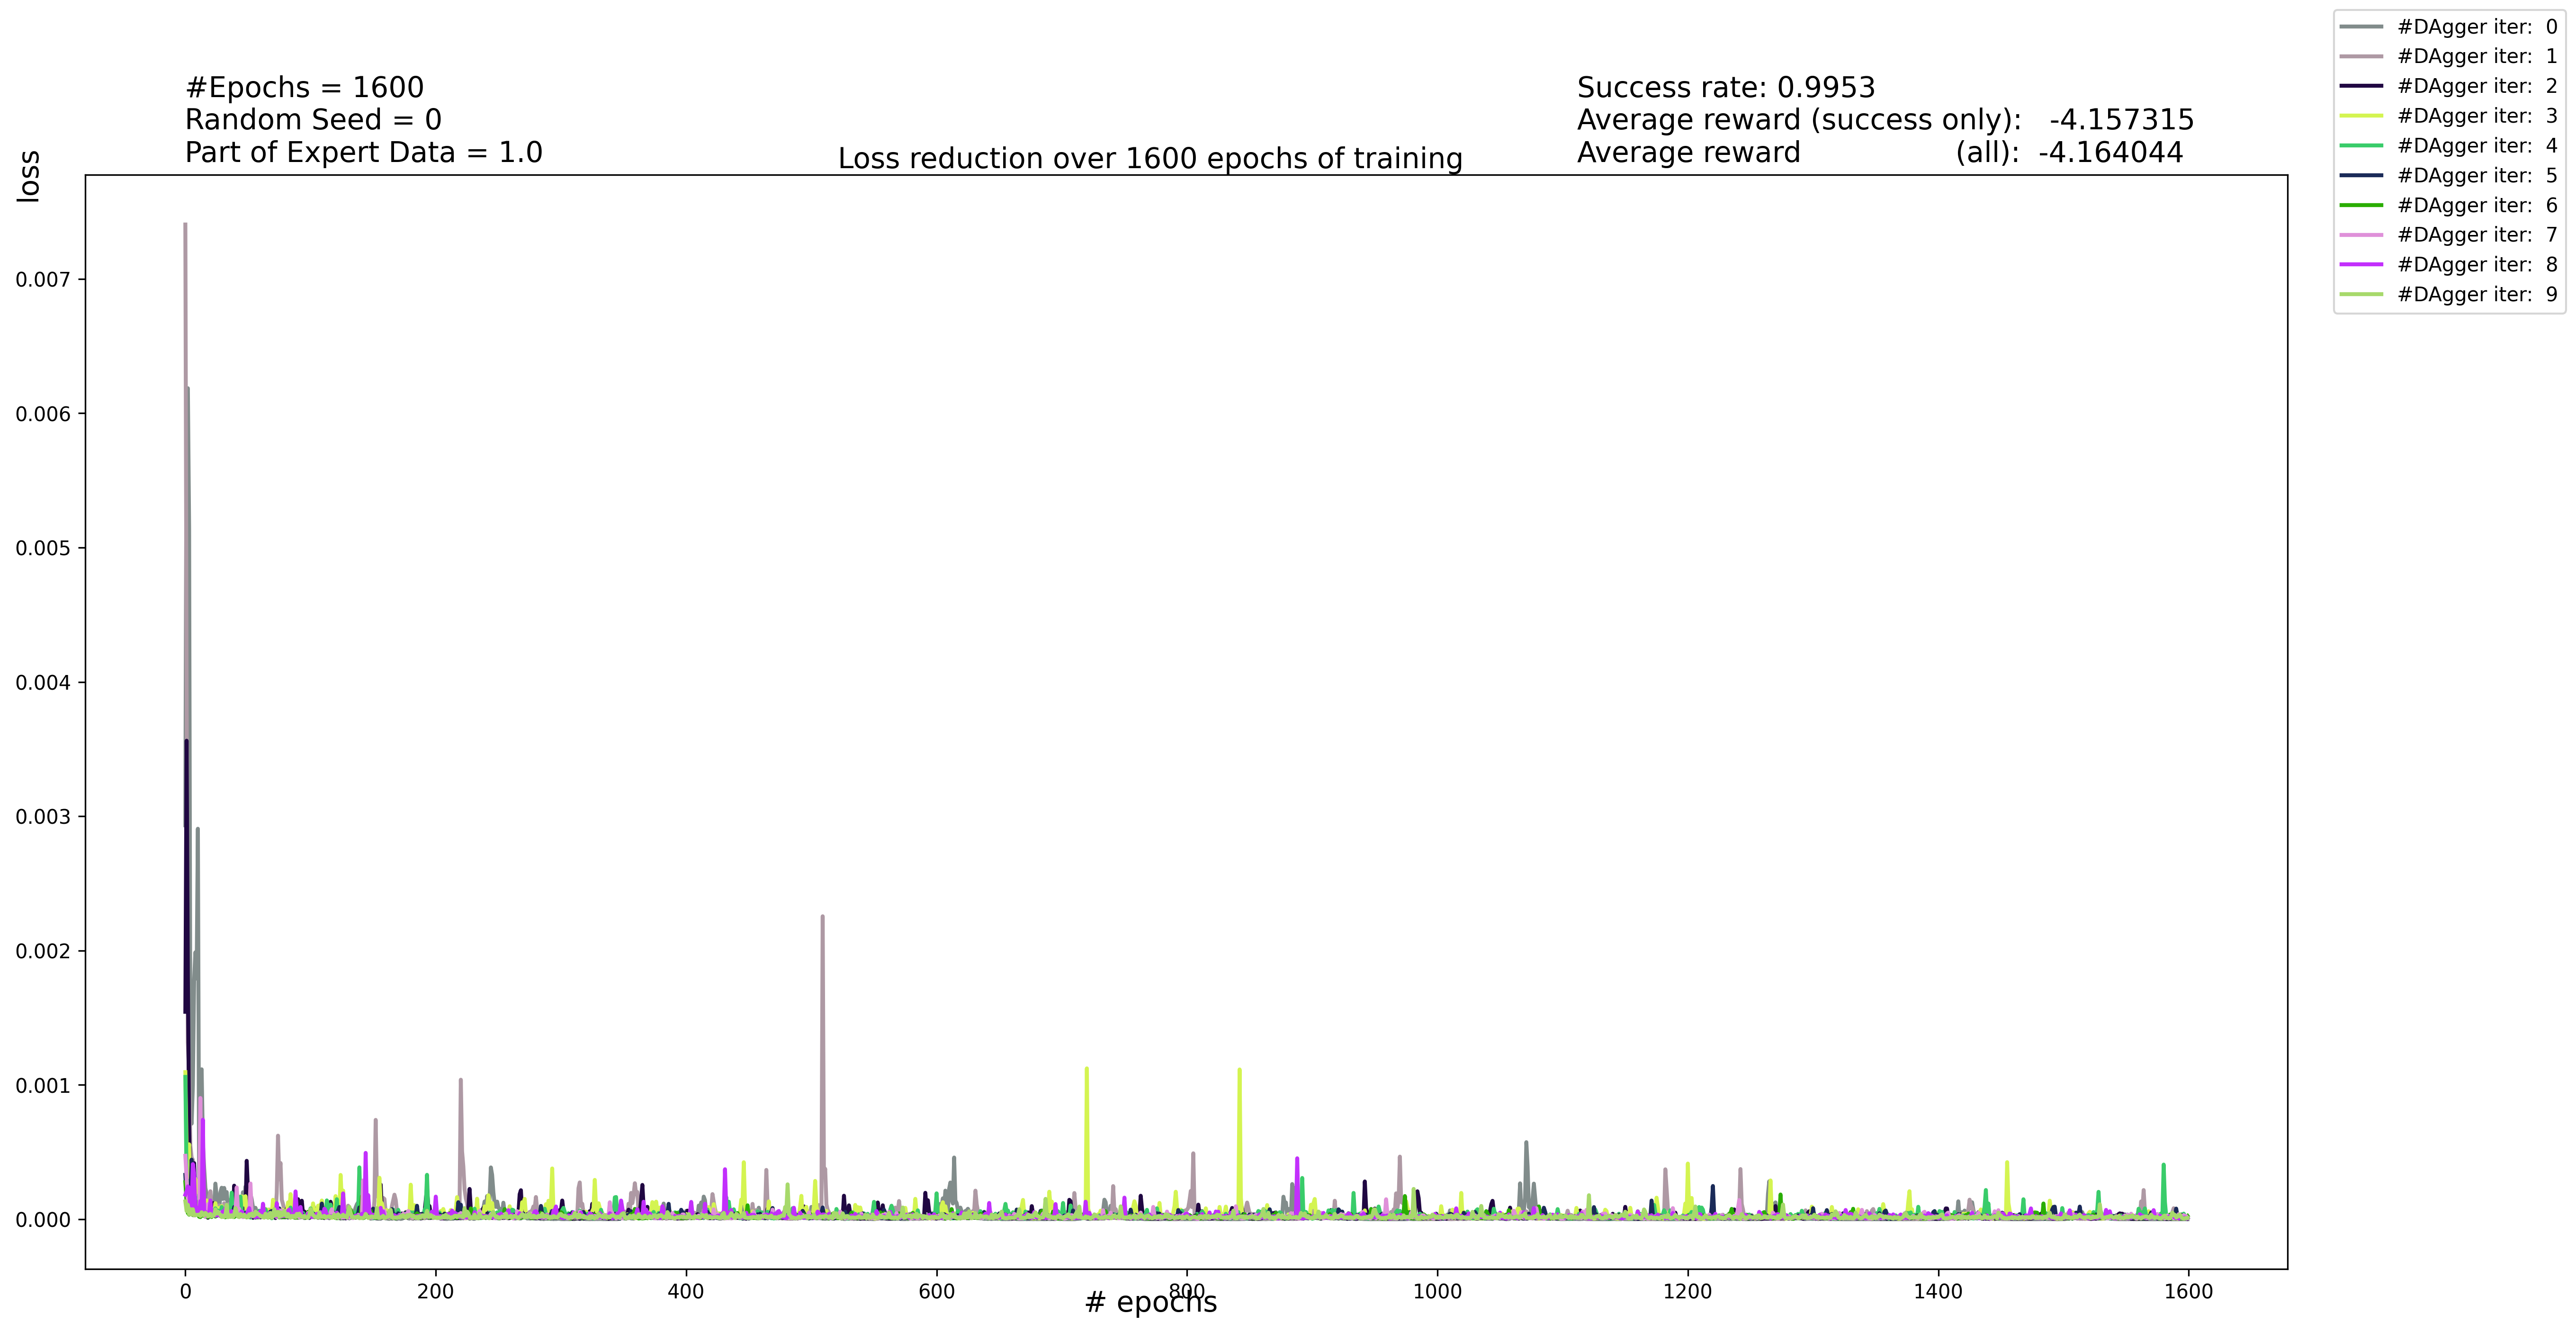 #Epochs = 1600
Random Seed = 0
Part of Expert Data = 1.0
Success rate: 0.9953
Average reward (success only): -4.157315
Average reward (all): -4.164044
Loss reduction over 1600 epochs of training
loss
0.007
0.006
0.005
0.004
0.003
0.002
0.001
0.000
0 200 400 600 800 1000 1200 1400 1600
# epochs
#DAgger iter: 0
#DAgger iter: 1
#DAgger iter: 2
#DAgger iter: 3
#DAgger iter: 4
#DAgger iter: 5
#DAgger iter: 6
#DAgger iter: 7
#DAgger iter: 8
#DAgger iter: 9